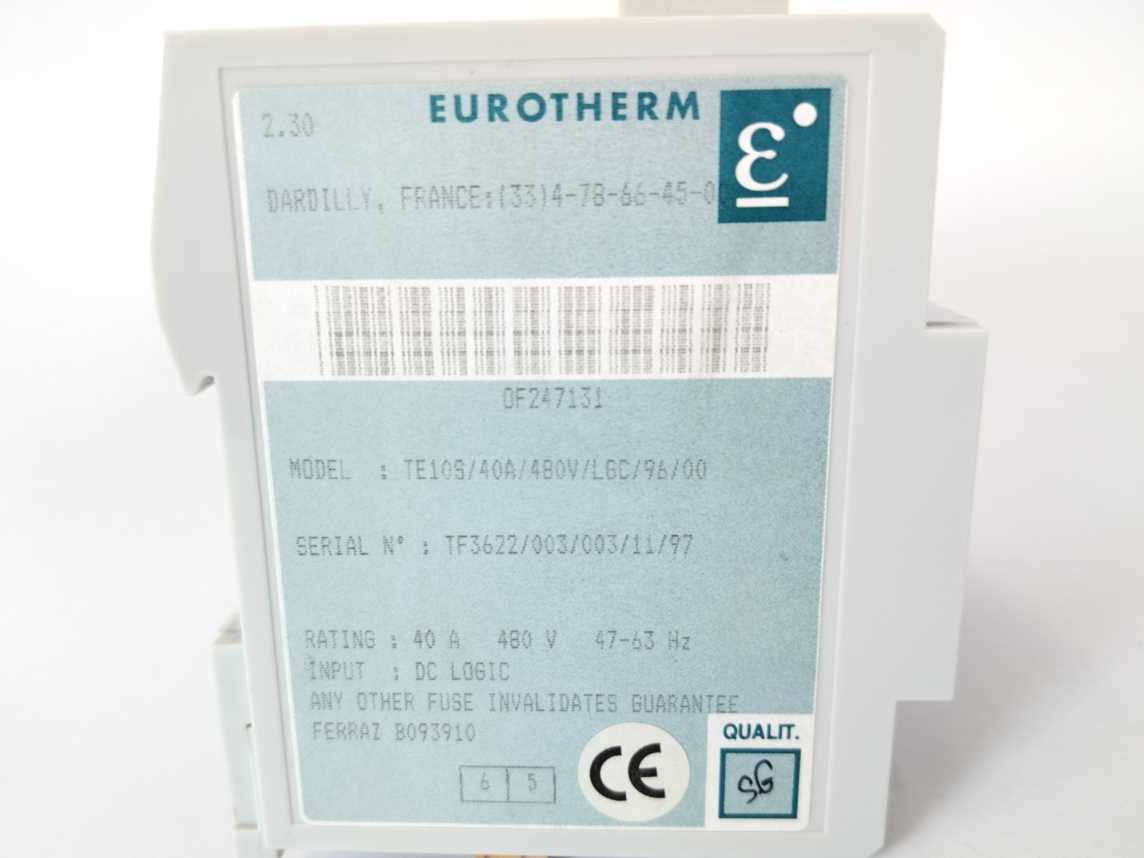 EUROTHERM
2.30
DARDILLY, FRANCE:(33)4-78-66-45-0
0F247131
MODEL : TE10S/40A/480V/LGC/96/00
SERIAL N° : TF3622/003/003/11/97
RATING : 40 A 480 V 47-63 Hz
INPUT : DC LOGIC
ANY OTHER FUSE INVALIDATES GUARANTEE
FERRAZ B093910
6 5
CE
QUALIT.
SG